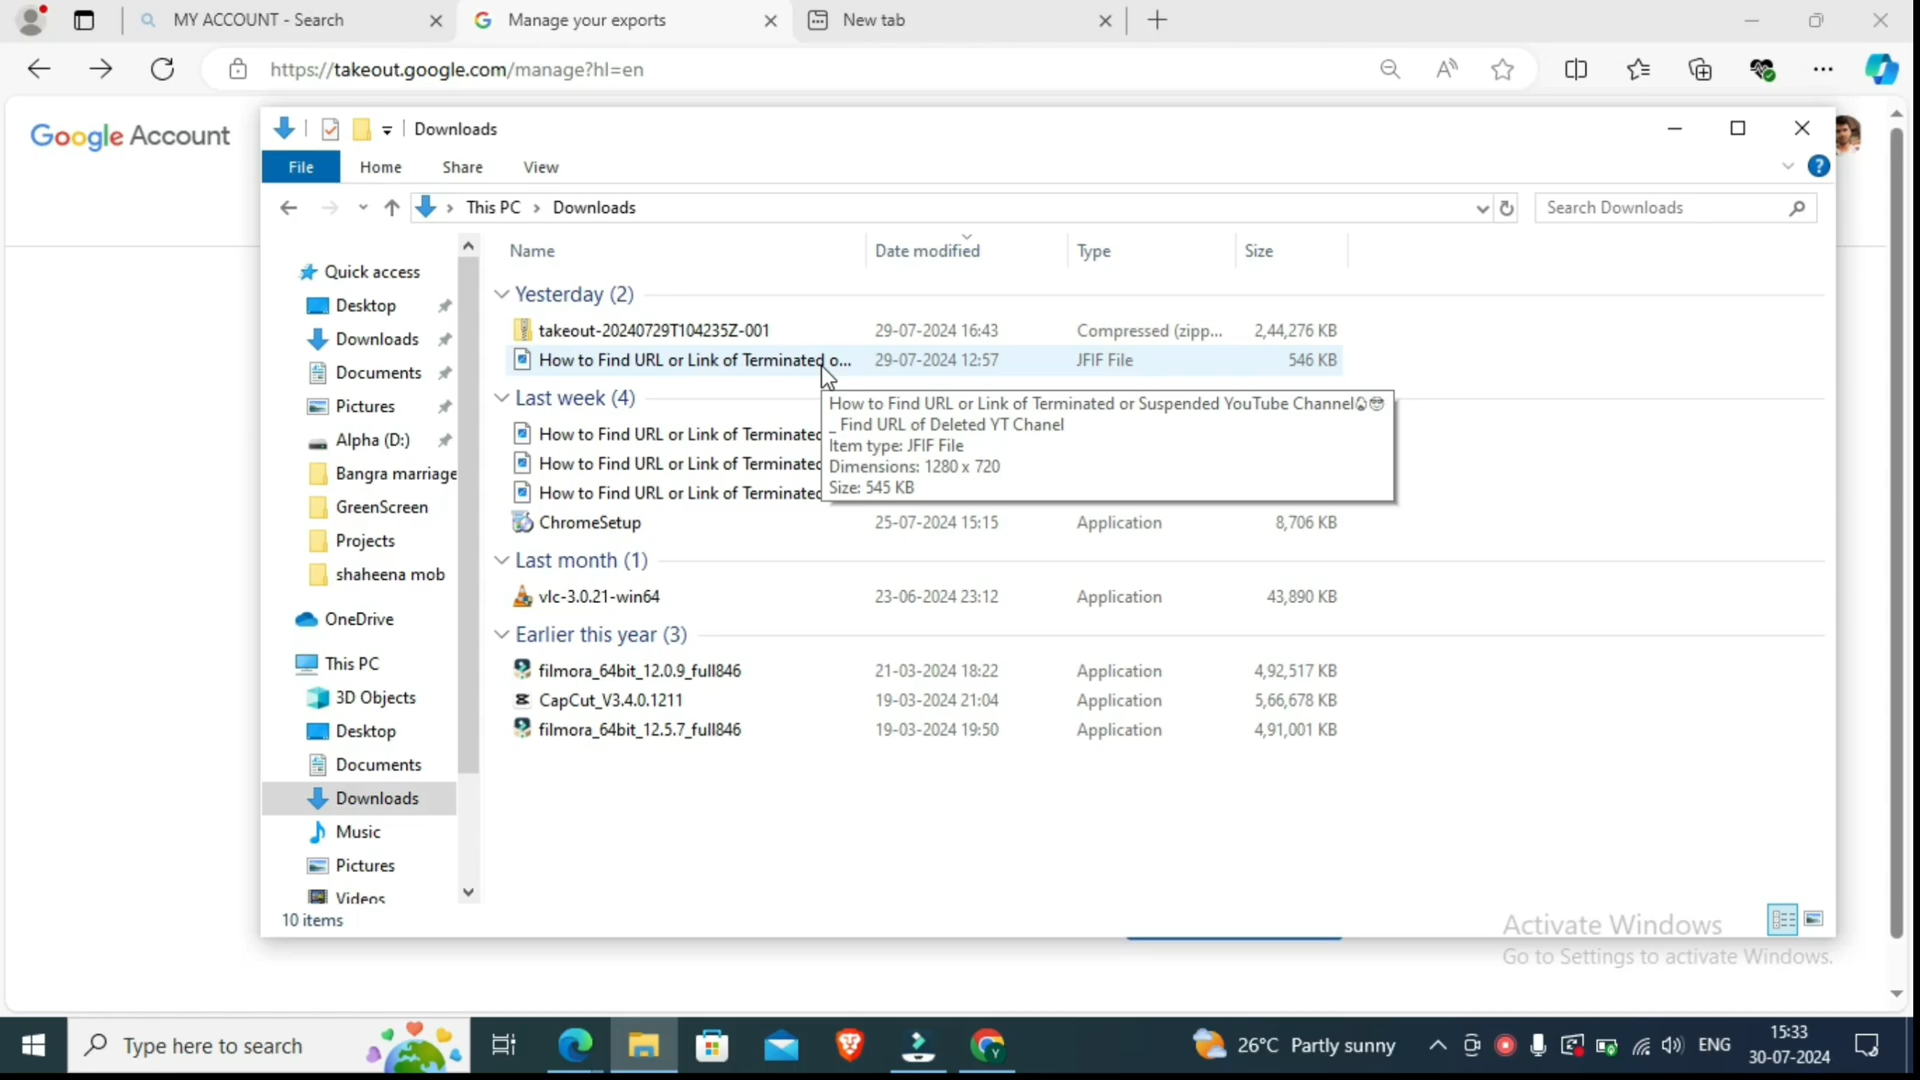 MY ACCOUNT - Search
Manage your exports
New tab
https://takeout.google.com/manage?hl=en
Google Account
Downloads
File
Home
Share
View
This PC
Downloads
Search Downloads
Name
Date modified
Type
Size
Quick access
Desktop
Downloads
Documents
Pictures
Alpha (D:)
Bangra marriage
GreenScreen
Projects
shaheena mob
OneDrive
This PC
3D Objects
Desktop
Documents
Downloads
Music
Pictures
Videos
Yesterday (2)
takeout-20240729T104235Z-001 29-07-2024 16:43 Compressed (zipp... 2,44,276 KB
How to Find URL or Link of Terminated o... 29-07-2024 12:57 JFIF File 546 KB
Last week (4)
How to Find URL or Link of Terminated
How to Find URL or Link of Terminated
How to Find URL or Link of Terminated
How to Find URL or Link of Terminated or Suspended YouTube Channel
_ Find URL of Deleted YT Chanel
Item type: JFIF File
Dimensions: 1280 x 720
Size: 545 KB
ChromeSetup 25-07-2024 15:15 Application 8,706 KB
Last month (1)
vlc-3.0.21-win64 23-06-2024 23:12 Application 43,890 KB
Earlier this year (3)
filmora_64bit_12.0.9_full846 21-03-2024 18:22 Application 4,92,517 KB
CapCut_V3.4.0.1211 19-03-2024 21:04 Application 5,66,678 KB
filmora_64bit_12.5.7_full846 19-03-2024 19:50 Application 4,91,001 KB
10 items
Activate Windows
Go to Settings to activate Windows.
Type here to search
26°C Partly sunny
ENG
15:33
30-07-2024